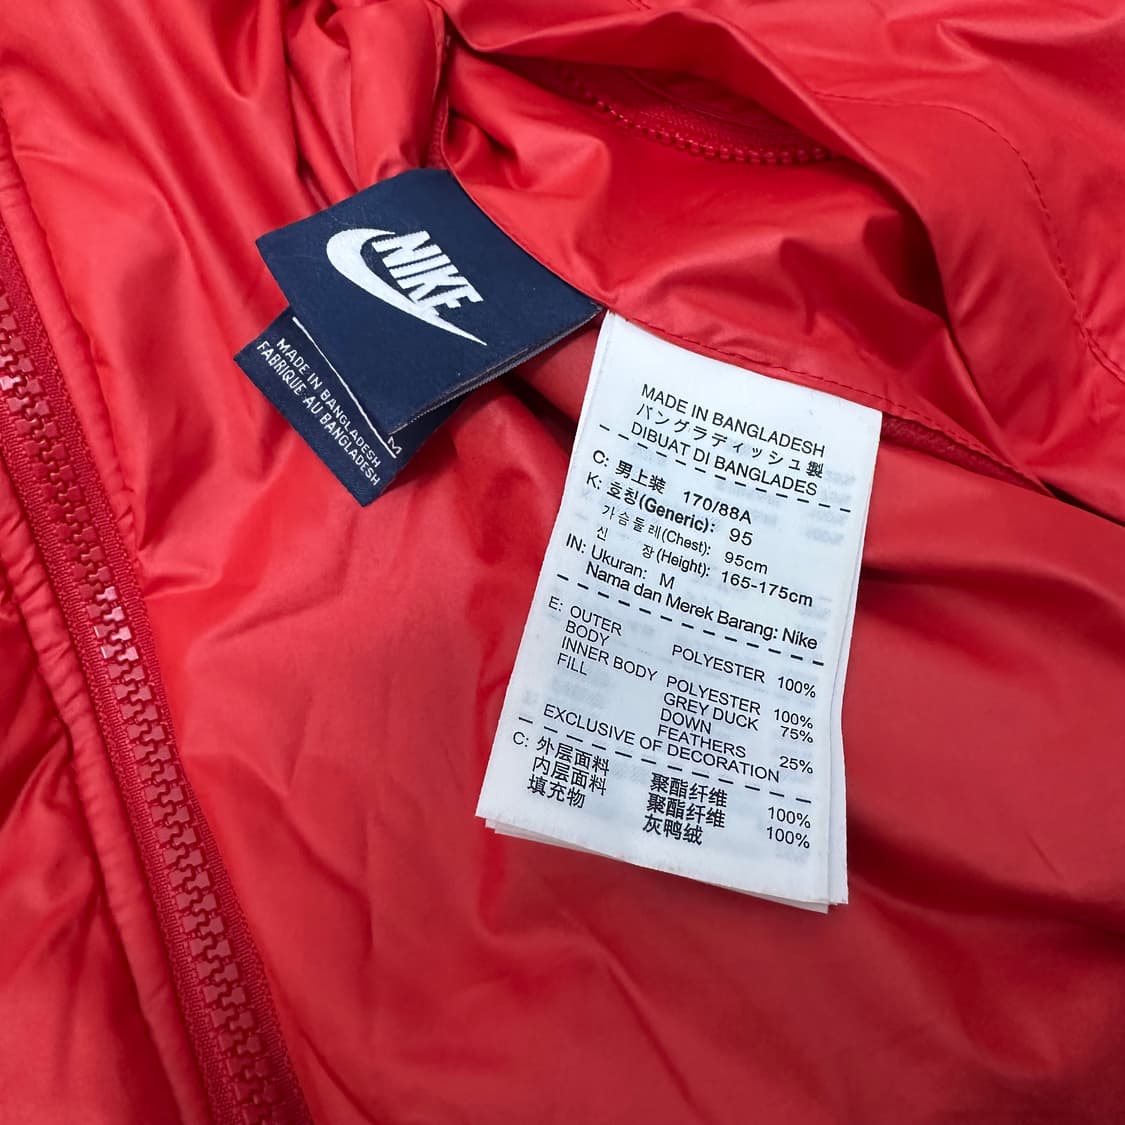 NIKE
M
MADE IN BANGLADESH
FABRIQUE AU BANGLADESH
MADE IN BANGLADESH
バングラディッシュ製
DIBUAT DI BANGLADES
C: 男上装 170/88A
K: 호칭(Generic): 95
가슴둘레(Chest): 95cm
신 장(Height): 165-175cm
IN: Ukuran: M
Nama dan Merek Barang: Nike
E: OUTER
BODY POLYESTER 100%
INNER BODY POLYESTER 100%
FILL GREY DUCK 75%
DOWN
FEATHERS 25%
EXCLUSIVE OF DECORATION
C: 外层面料 聚酯纤维 100%
内层面料 聚酯纤维 100%
填充物 灰鸭绒